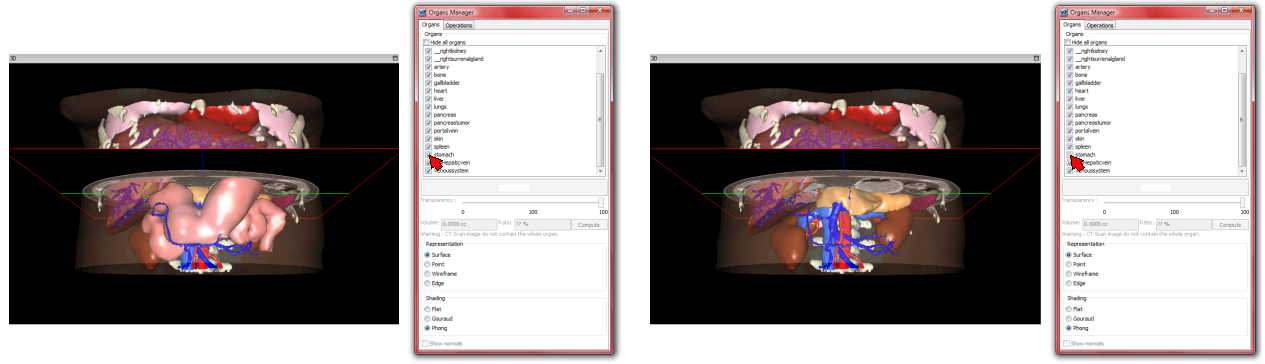 3D
Organs Manager
Organs Operations
Organs
Hide all organs
__rightkidney
__rightsurrenalgland
artery
bone
gallbladder
heart
liver
lungs
pancreas
pancreastumor
portalvein
skin
spleen
stomach
hepaticvein
venoussystem
Transparency :
0 100 100
Volume: 0.0000 cc Ratio: ?? % Compute
Warning : CT-Scan image do not contain the whole organ.
Representation
Surface
Point
Wireframe
Edge
Shading
Flat
Gouraud
Phong
Show normals
3D
Organs Manager
Organs Operations
Organs
Hide all organs
__rightkidney
__rightsurrenalgland
artery
bone
gallbladder
heart
liver
lungs
pancreas
pancreastumor
portalvein
skin
spleen
stomach
hepaticvein
venoussystem
Transparency :
0 100 100
Volume: 0.0000 cc Ratio: ?? % Compute
Warning : CT-Scan image do not contain the whole organ.
Representation
Surface
Point
Wireframe
Edge
Shading
Flat
Gouraud
Phong
Show normals